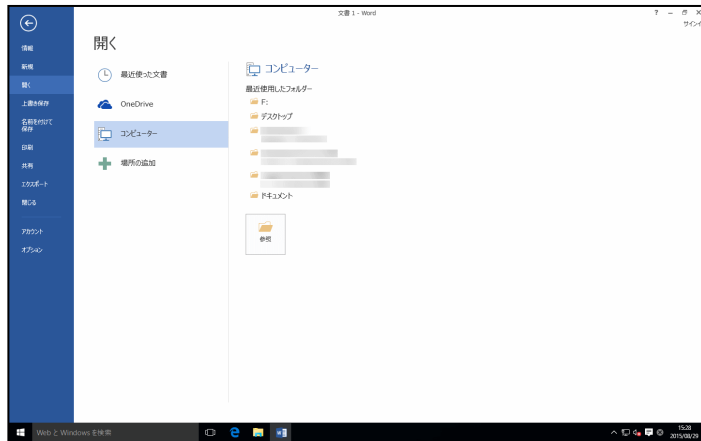 文書 1 - Word
?
サインイ
情報
新規
開く
上書き保存
名前を付けて
保存
印刷
共有
エクスポート
閉じる
アカウント
オプション
開く
最近使った文書
OneDrive
コンピューター
場所の追加
コンピューター
最近使用したフォルダー
F:
デスクトップ
ドキュメント
参照
Web と Windows を検索
15:28
2015/08/29